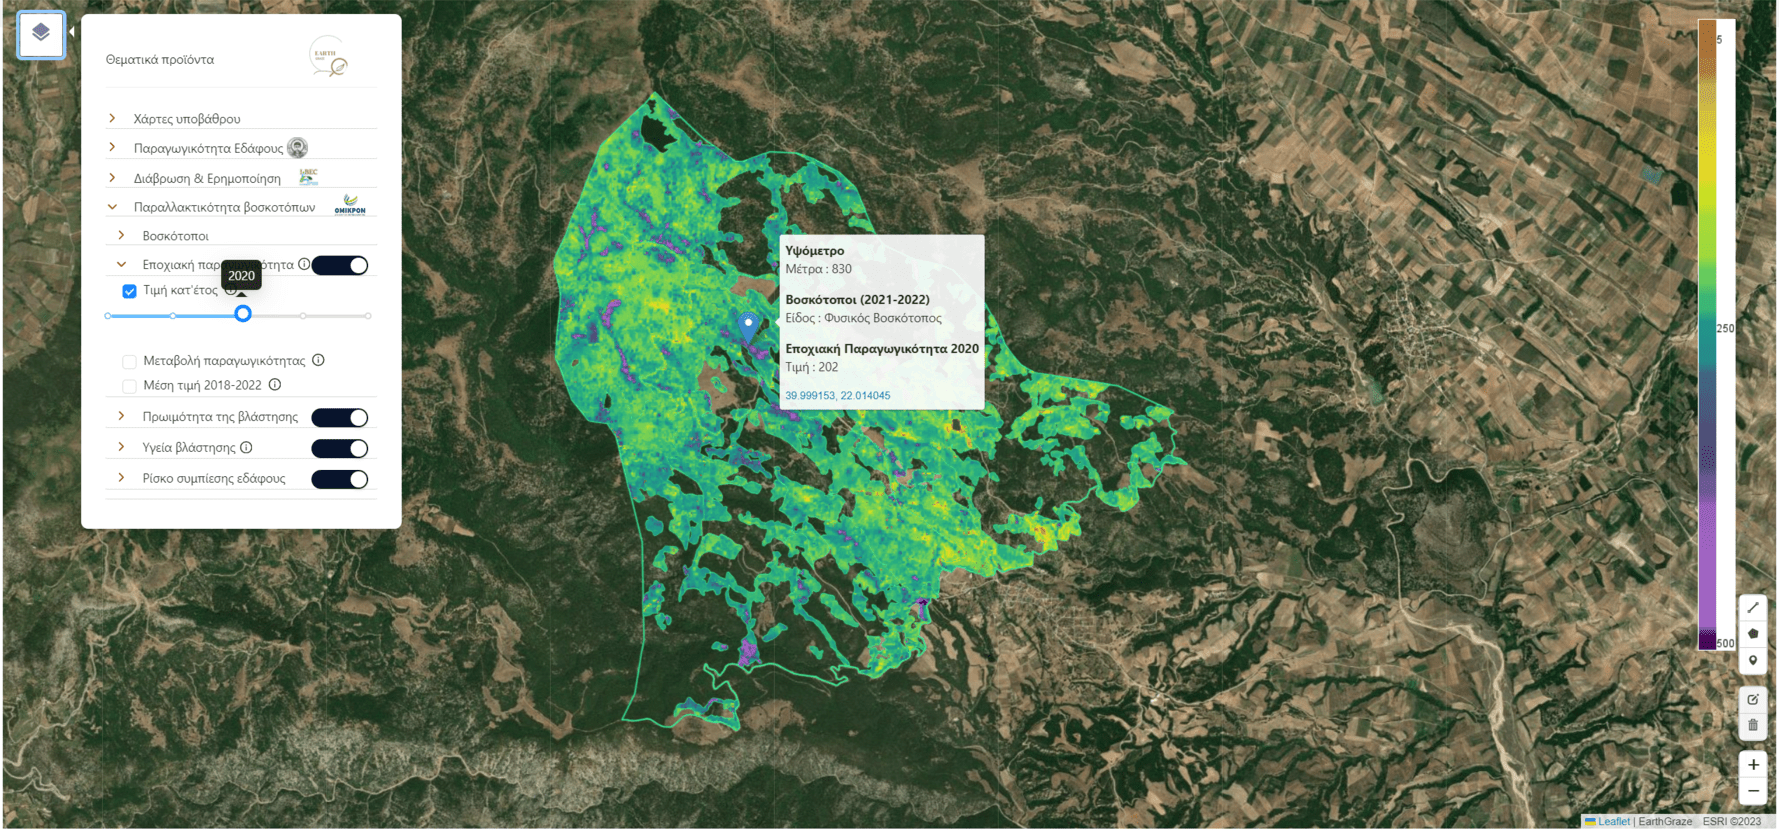 Θεματικά προϊόντα
EARTH
Χάρτες υποβάθρου
Παραγωγικότητα Εδάφους
Διάβρωση & Ερημοποίηση
Παραλλακτικότητα βοσκοτόπων
OMIKPON
Βοσκότοποι
Εποχιακή παρ
ότητα
2020
Τιμή κατ'έτος
Μεταβολή παραγωγικότητας
Μέση τιμή 2018-2022
Πρωιμότητα της βλάστησης
Υγεία βλάστησης
Ρίσκο συμπίεσης εδάφους
Υψόμετρο
Μέτρα : 830
Βοσκότοποι (2021-2022)
Είδος : Φυσικός Βοσκότοπος
Εποχιακή Παραγωγικότητα 2020
Τιμή : 202
39.999153, 22.014045
5
250
500
+
−
Leaflet | EarthGraze ESRI ©2023